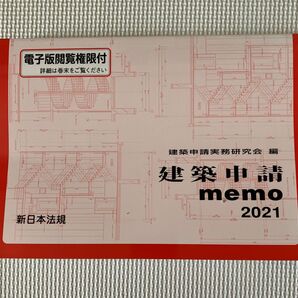 電子版閲覧権限付
詳細は巻末をご覧ください
建築申請実務研究会 編
建築申請
memo
2021
新日本法規